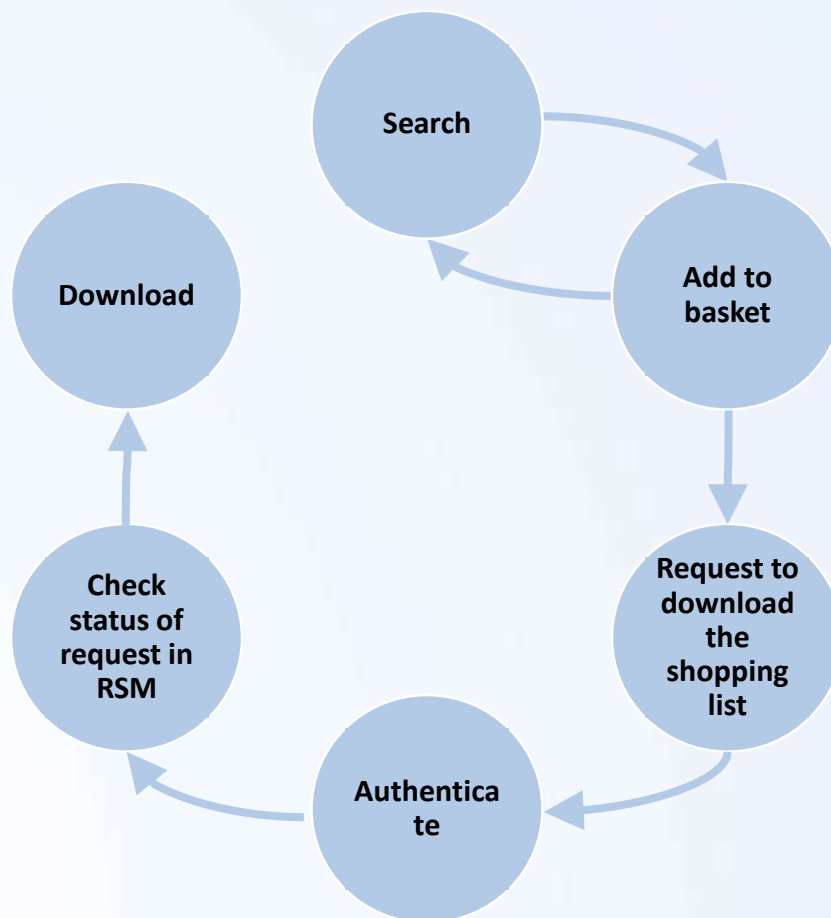 Search
Add to
basket
Request to
download
the
shopping
list
Authentica
te
Check
status of
request in
RSM
Download